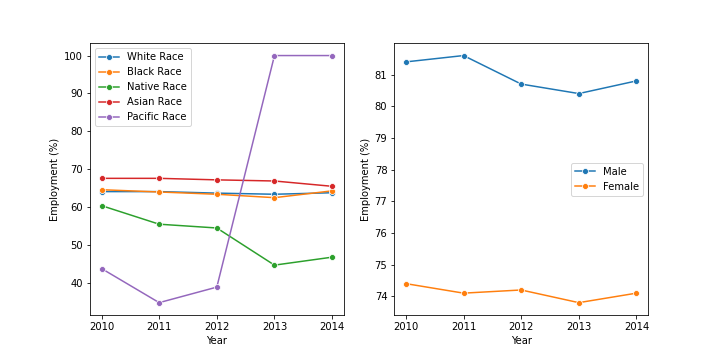 100
90
80
70
60
50
40
Employment (%)
White Race
Black Race
Native Race
Asian Race
Pacific Race
2010 2011 2012 2013 2014
Year
81
80
79
78
77
76
75
74
Employment (%)
Male
Female
2010 2011 2012 2013 2014
Year